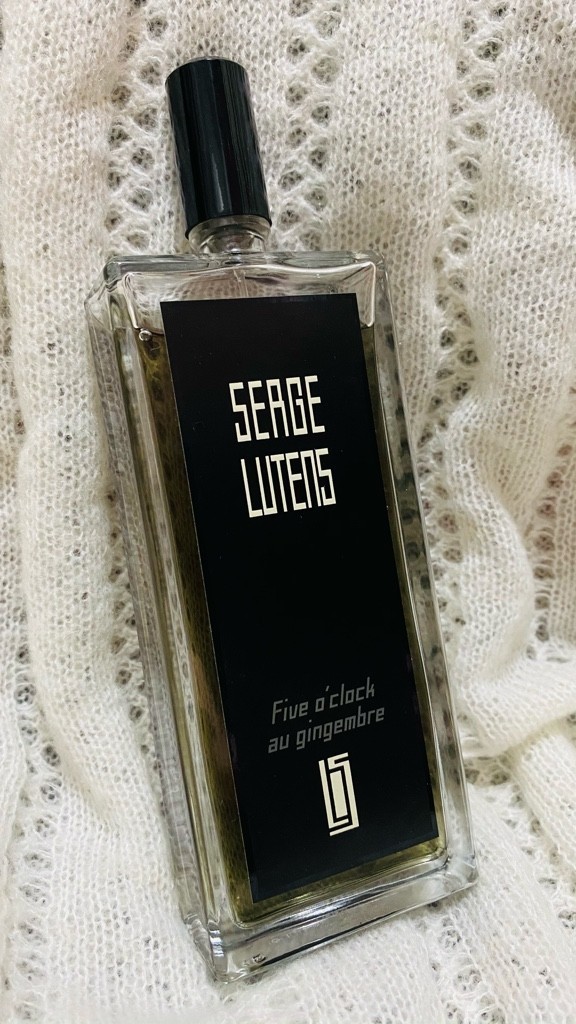 SERGE
LUTENS
Five o'clock
au gingembre